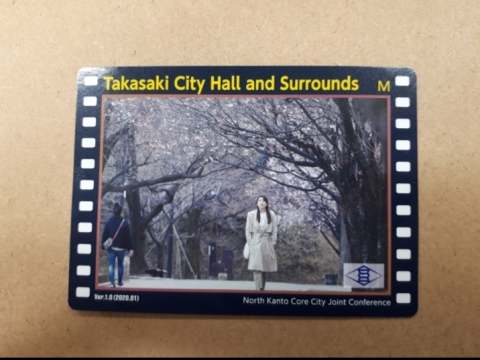 Takasaki City Hall and Surrounds M
Ver.1.0 (2020.01)
North Kanto Core City Joint Conference